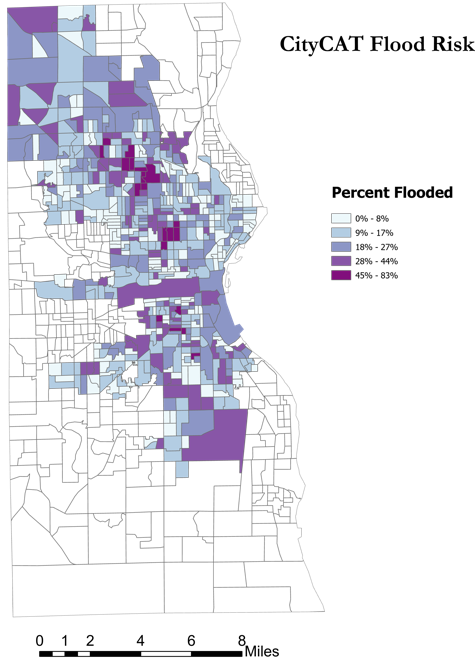 CityCAT Flood Risk
Percent Flooded
0% - 8%
9% - 17%
18% - 27%
28% - 44%
45% - 83%
0 1 2 4 6 8
Miles